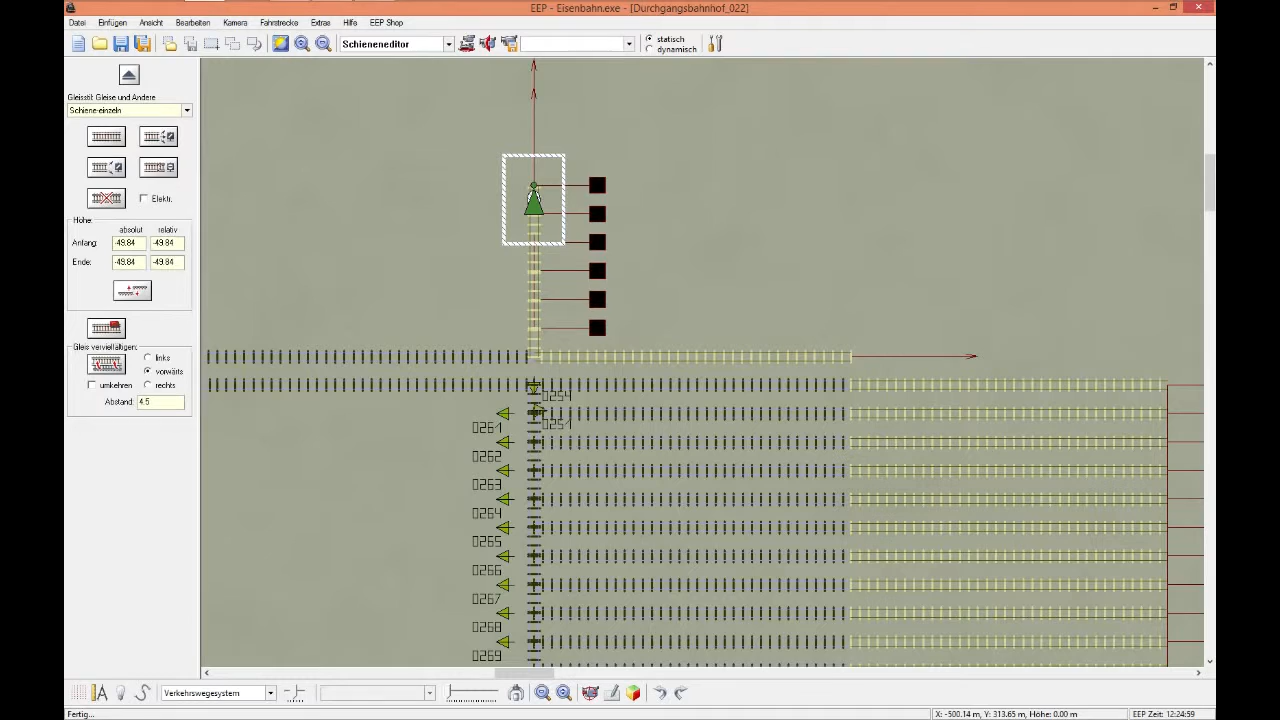 EEP - Eisenbahn.exe - [Durchgangsbahnhof_022]
Datei Einfügen Ansicht Bearbeiten Kamera Fahrstrecke Extras Hilfe EEP Shop
Schieneneditor
statisch
dynamisch
Gleisstil: Gleise und Andere
Schiene-einzeln
Elektr.
Höhe:
absolut relativ
Anfang: -49.84 -49.84
Ende: -49.84 -49.84
Gleis vervielfältigen:
links
vorwärts
umkehren rechts
Abstand: 4.5
0254
0251
0261
0262
0263
0264
0265
0266
0267
0268
0269
Verkehrswegesystem
Fertig...
X: -500.14 m, Y: 313.65 m, Höhe: 0.00 m
EEP Zeit: 12:24:59